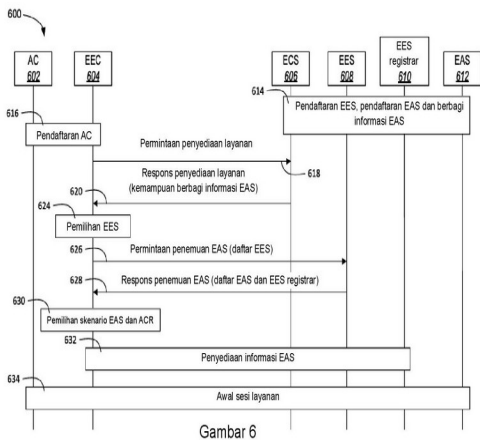 600
AC
602
EEC
604
ECS
606
EES
608
EES
registrar
610
EAS
612
614
Pendaftaran EES, pendaftaran EAS dan berbagi
informasi EAS
616
Pendaftaran AC
Permintaan penyediaan layanan
618
Respons penyediaan layanan
(kemampuan berbagi informasi EAS)
620
624
Pemilihan EES
626
Permintaan penemuan EAS (daftar EES)
628
Respons penemuan EAS (daftar EAS dan EES registrar)
630
Pemilihan skenario EAS dan ACR
632
Penyediaan informasi EAS
634
Awal sesi layanan
Gambar 6